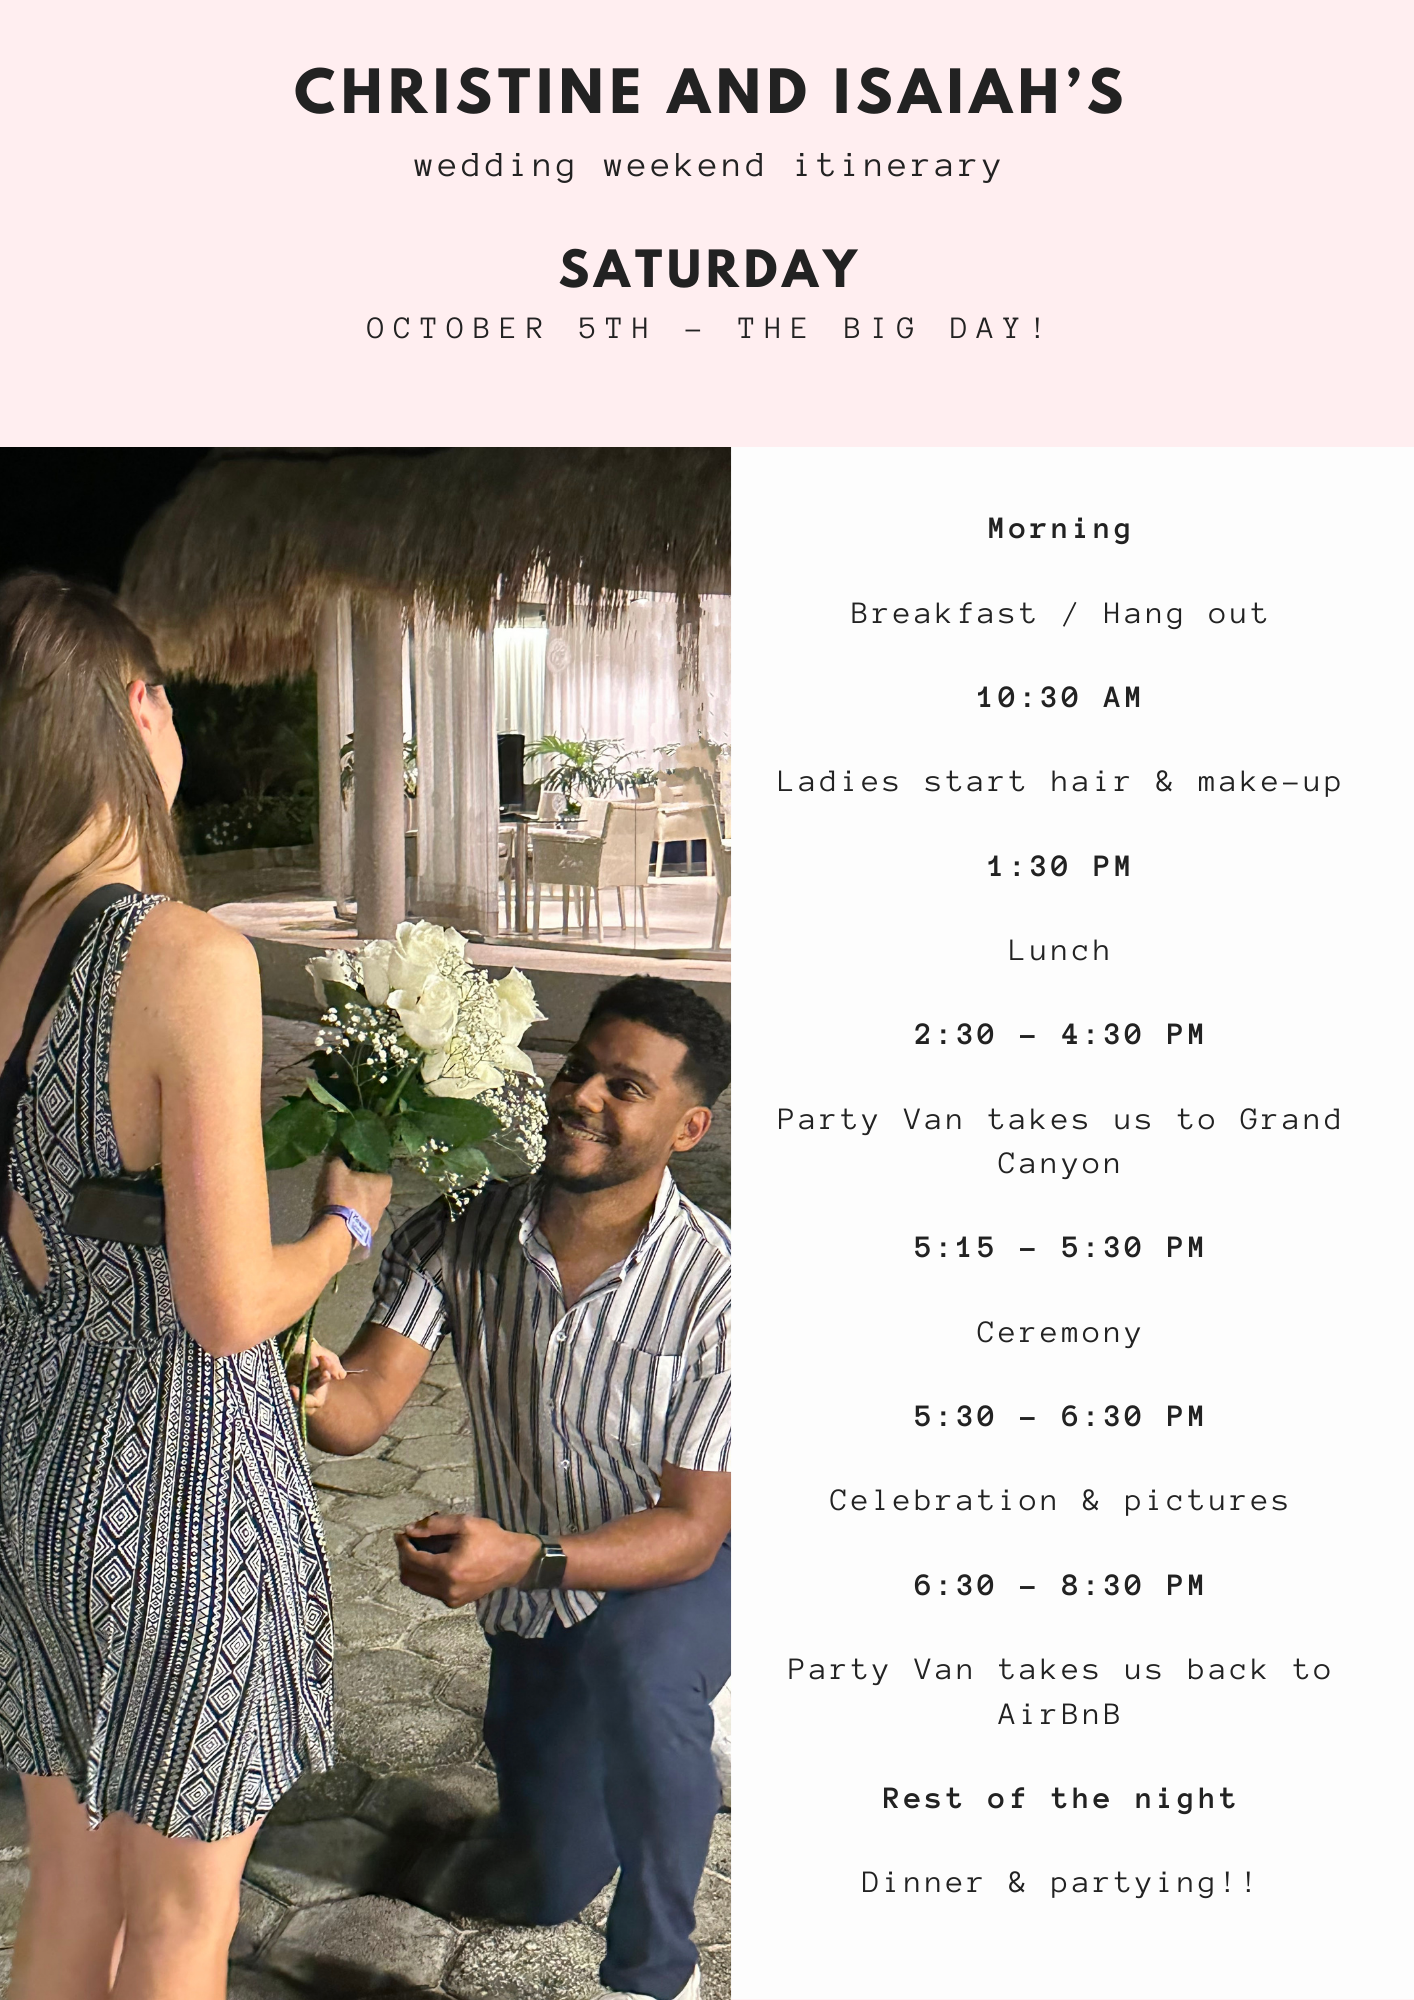 CHRISTINE AND ISAIAH’S
wedding weekend itinerary
SATURDAY
OCTOBER 5TH – THE BIG DAY!
Morning
Breakfast / Hang out
10:30 AM
Ladies start hair & make-up
1:30 PM
Lunch
2:30 – 4:30 PM
Party Van takes us to Grand
Canyon
5:15 – 5:30 PM
Ceremony
5:30 – 6:30 PM
Celebration & pictures
6:30 – 8:30 PM
Party Van takes us back to
AirBnB
Rest of the night
Dinner & partying!!